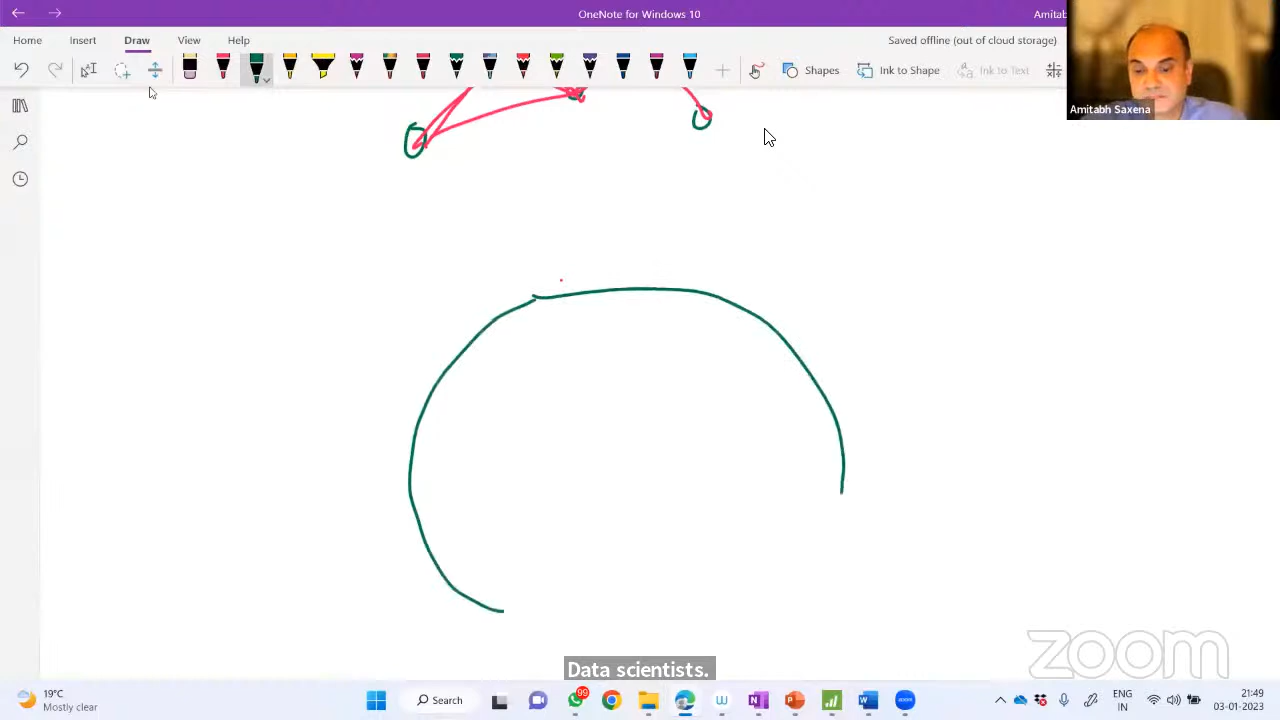 OneNote for Windows 10
Amitab
Home Insert Draw View Help
Saved offline (out of cloud storage)
Shapes
Ink to Shape
Ink to Text
Amitabh Saxena
zoom
Data scientists.
19°C
Mostly clear
Search
99
ENG
IN
21:49
03-01-2023